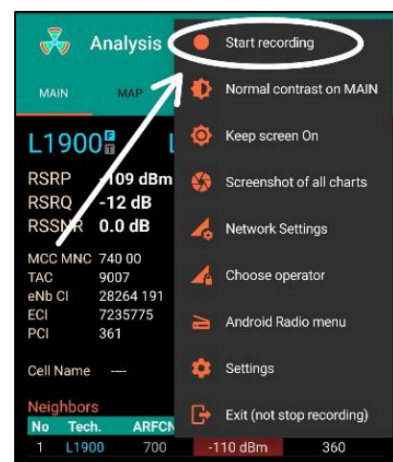 Analysis
Start recording
MAIN
MAP
Normal contrast on MAIN
L1900
F
T
Keep screen On
RSRP -109 dBm
RSRQ -12 dB
Screenshot of all charts
RSSNR 0.0 dB
Network Settings
MCC MNC 740 00
TAC 9007
Choose operator
eNb CI 28264 191
ECI 7235775
PCI 361
Android Radio menu
Cell Name ----
Settings
Neighbors
Exit (not stop recording)
No Tech. ARFCN
1 L1900 700 -110 dBm 360